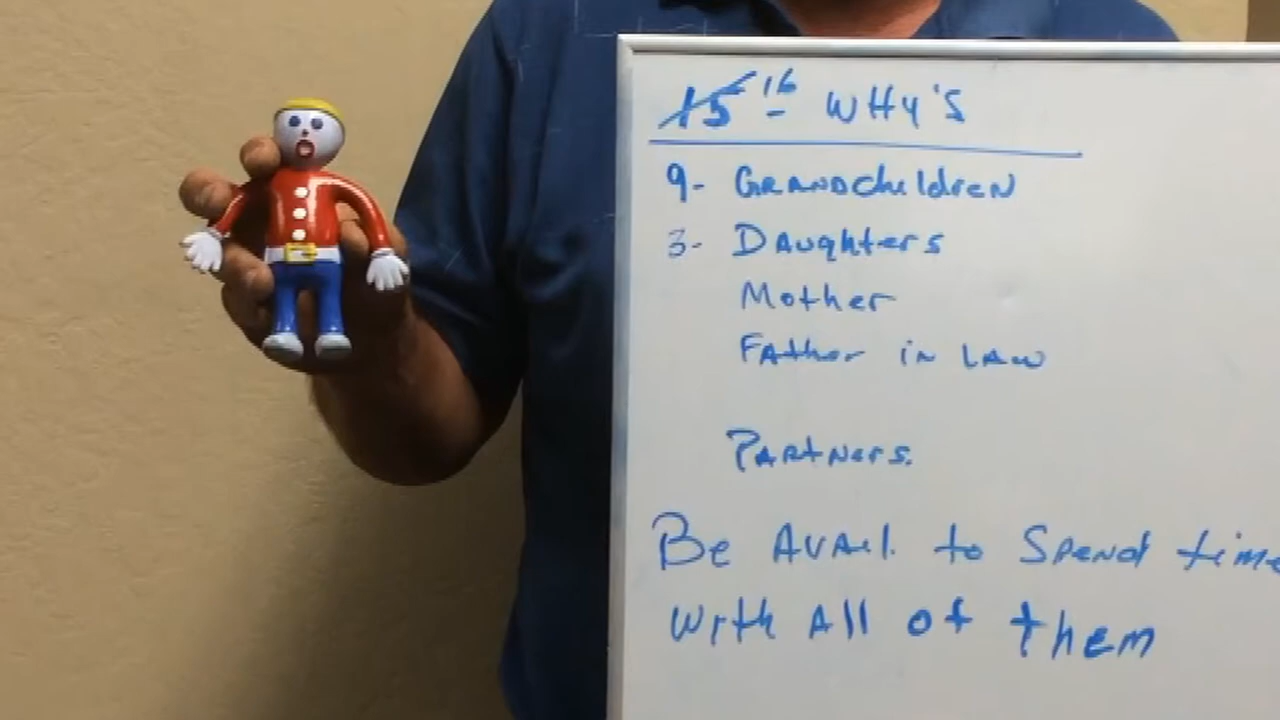 15 16 WHY'S
9- GRANDChildren
3- DAughters
Mother
FAther in LAW
PARtNers.
Be AVAil. to Spend time
With All of them